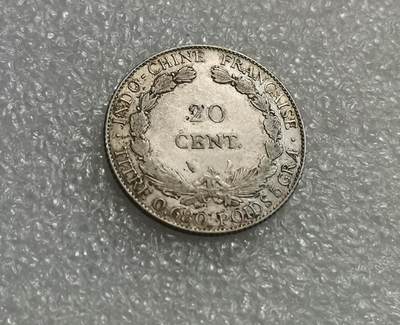 INDO=CHINE FRANÇAISE
.20
CENT.
TITRE 0.680. POIDS 5 GR.